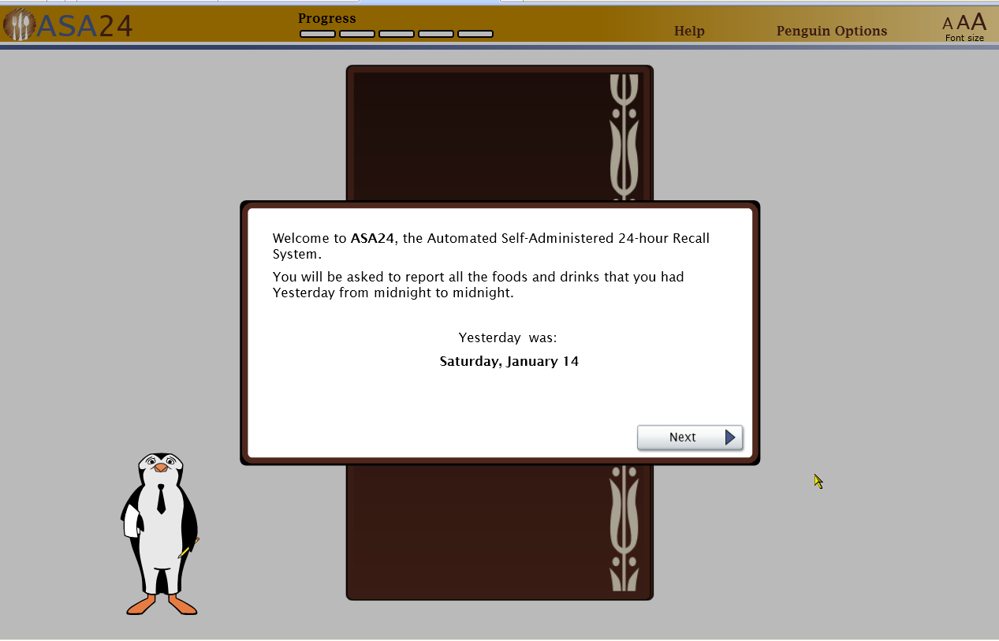 ASA24
Progress
Help
Penguin Options
A A A
Font size
Welcome to ASA24, the Automated Self-Administered 24-hour Recall
System.
You will be asked to report all the foods and drinks that you had
Yesterday from midnight to midnight.
Yesterday was:
Saturday, January 14
Next